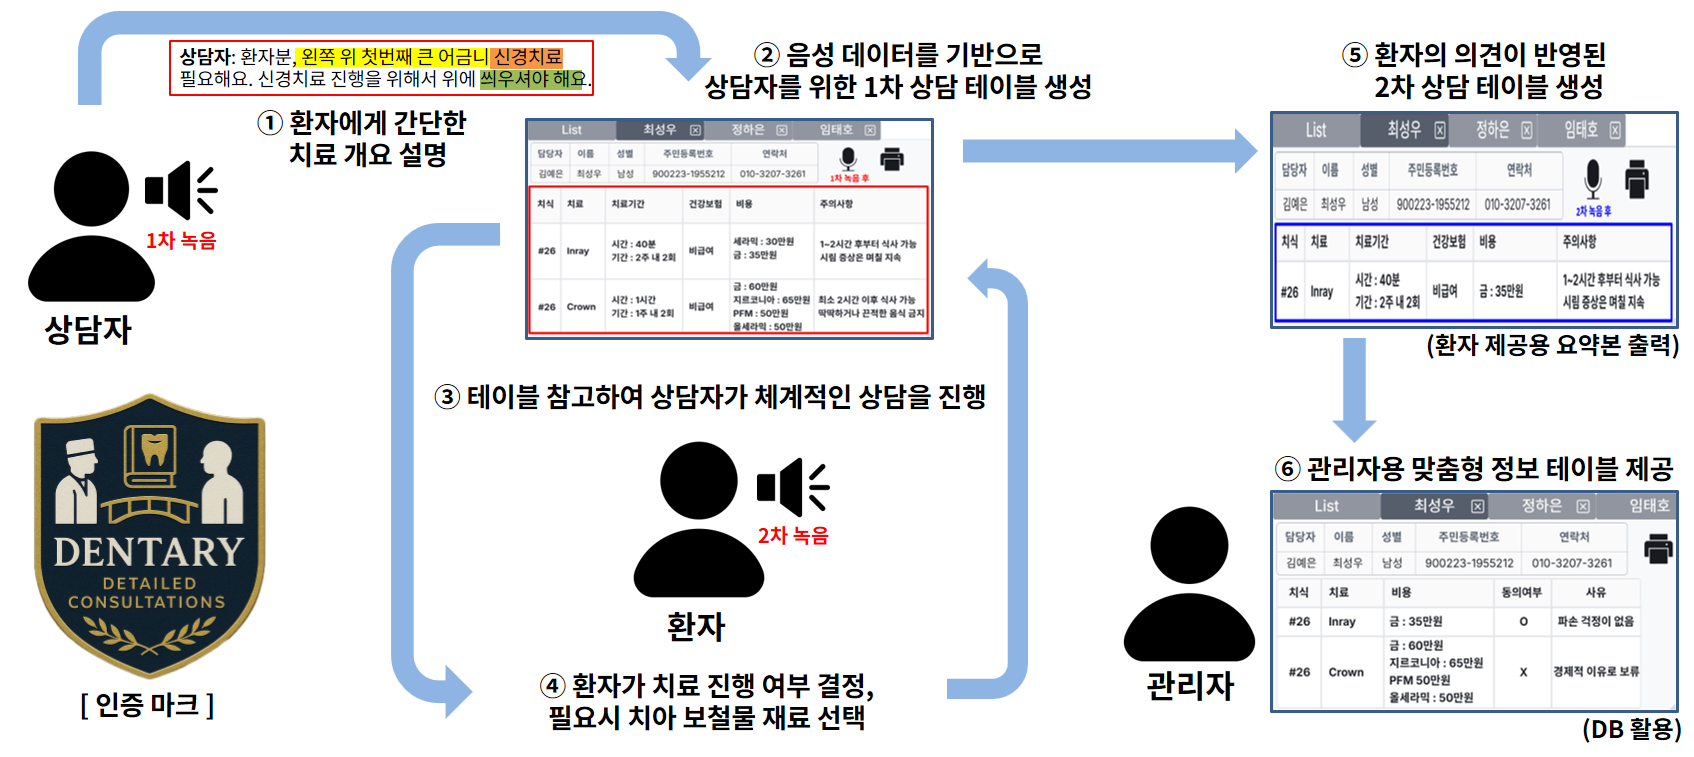 상담자: 환자분, 왼쪽 위 첫번째 큰 어금니 신경치료
필요해요. 신경치료 진행을 위해서 위에 씌우셔야 해요.
① 환자에게 간단한
치료 개요 설명
1차 녹음
상담자
② 음성 데이터를 기반으로
상담자를 위한 1차 상담 테이블 생성
List 최성우 정하은 임태호
담당자 이름 성별 주민등록번호 연락처
김예은 최성우 남성 900223-1955212 010-3207-3261
1차 녹음 후
치식 치료 치료기간 건강보험 비용 주의사항
#26 Inray 시간 : 40분 비급여 세라믹 : 30만원 1~2시간 후부터 식사 가능
기간 : 2주 내 2회 금 : 35만원 시림 증상은 며칠 지속
금 : 60만원
#26 Crown 시간 : 1시간 비급여 지르코니아 : 65만원 최소 2시간 이후 식사 가능
기간 : 1주 내 2회 PFM : 50만원 딱딱하거나 끈적한 음식 금지
올세라믹 : 50만원
③ 테이블 참고하여 상담자가 체계적인 상담을 진행
2차 녹음
환자
④ 환자가 치료 진행 여부 결정,
필요시 치아 보철물 재료 선택
⑤ 환자의 의견이 반영된
2차 상담 테이블 생성
List 최성우 정하은 임태호
담당자 이름 성별 주민등록번호 연락처
김예은 최성우 남성 900223-1955212 010-3207-3261
2차 녹음 후
치식 치료 치료기간 건강보험 비용 주의사항
#26 Inray 시간 : 40분 비급여 금 : 35만원 1~2시간 후부터 식사 가능
기간 : 2주 내 2회 시림 증상은 며칠 지속
(환자 제공용 요약본 출력)
⑥ 관리자용 맞춤형 정보 테이블 제공
List 최성우 정하은 임태호
담당자 이름 성별 주민등록번호 연락처
김예은 최성우 남성 900223-1955212 010-3207-3261
치식 치료 비용 동의여부 사유
#26 Inray 금 : 35만원 O 파손 걱정이 없음
금 : 60만원
#26 Crown 지르코니아 : 65만원 X 경제적 이유로 보류
PFM 50만원
올세라믹 : 50만원
(DB 활용)
관리자
DENTARY
DETAILED
CONSULTATIONS
[ 인증 마크 ]